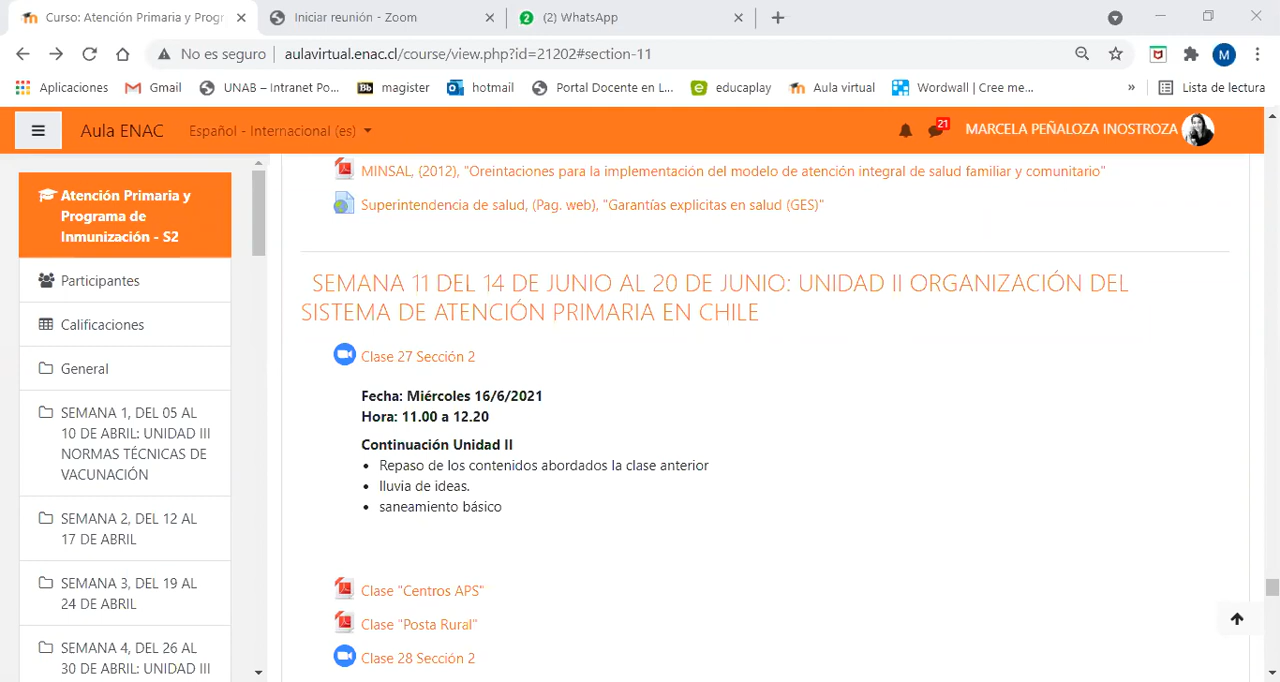 Curso: Atención Primaria y Progr
Iniciar reunión - Zoom
(2) WhatsApp
No es seguro
aulavirtual.enac.cl/course/view.php?id=21202#section-11
M
Aplicaciones
Gmail
UNAB – Intranet Po...
Bb magister
hotmail
Portal Docente en L...
educaplay
Aula virtual
Wordwall | Cree me...
»
Lista de lectura
Aula ENAC
Español - Internacional (es)
21
MARCELA PEÑALOZA INOSTROZA
Atención Primaria y
Programa de
Inmunización - S2
Participantes
Calificaciones
General
SEMANA 1, DEL 05 AL
10 DE ABRIL: UNIDAD III
NORMAS TÉCNICAS DE
VACUNACIÓN
SEMANA 2, DEL 12 AL
17 DE ABRIL
SEMANA 3, DEL 19 AL
24 DE ABRIL
SEMANA 4, DEL 26 AL
30 DE ABRIL: UNIDAD III
MINSAL, (2012), "Oreintaciones para la implementación del modelo de atención integral de salud familiar y comunitario"
Superintendencia de salud, (Pag. web), "Garantías explicitas en salud (GES)"
SEMANA 11 DEL 14 DE JUNIO AL 20 DE JUNIO: UNIDAD II ORGANIZACIÓN DEL
SISTEMA DE ATENCIÓN PRIMARIA EN CHILE
Clase 27 Sección 2
Fecha: Miércoles 16/6/2021
Hora: 11.00 a 12.20
Continuación Unidad II
• Repaso de los contenidos abordados la clase anterior
• lluvia de ideas.
• saneamiento básico
Clase "Centros APS"
Clase "Posta Rural"
Clase 28 Sección 2